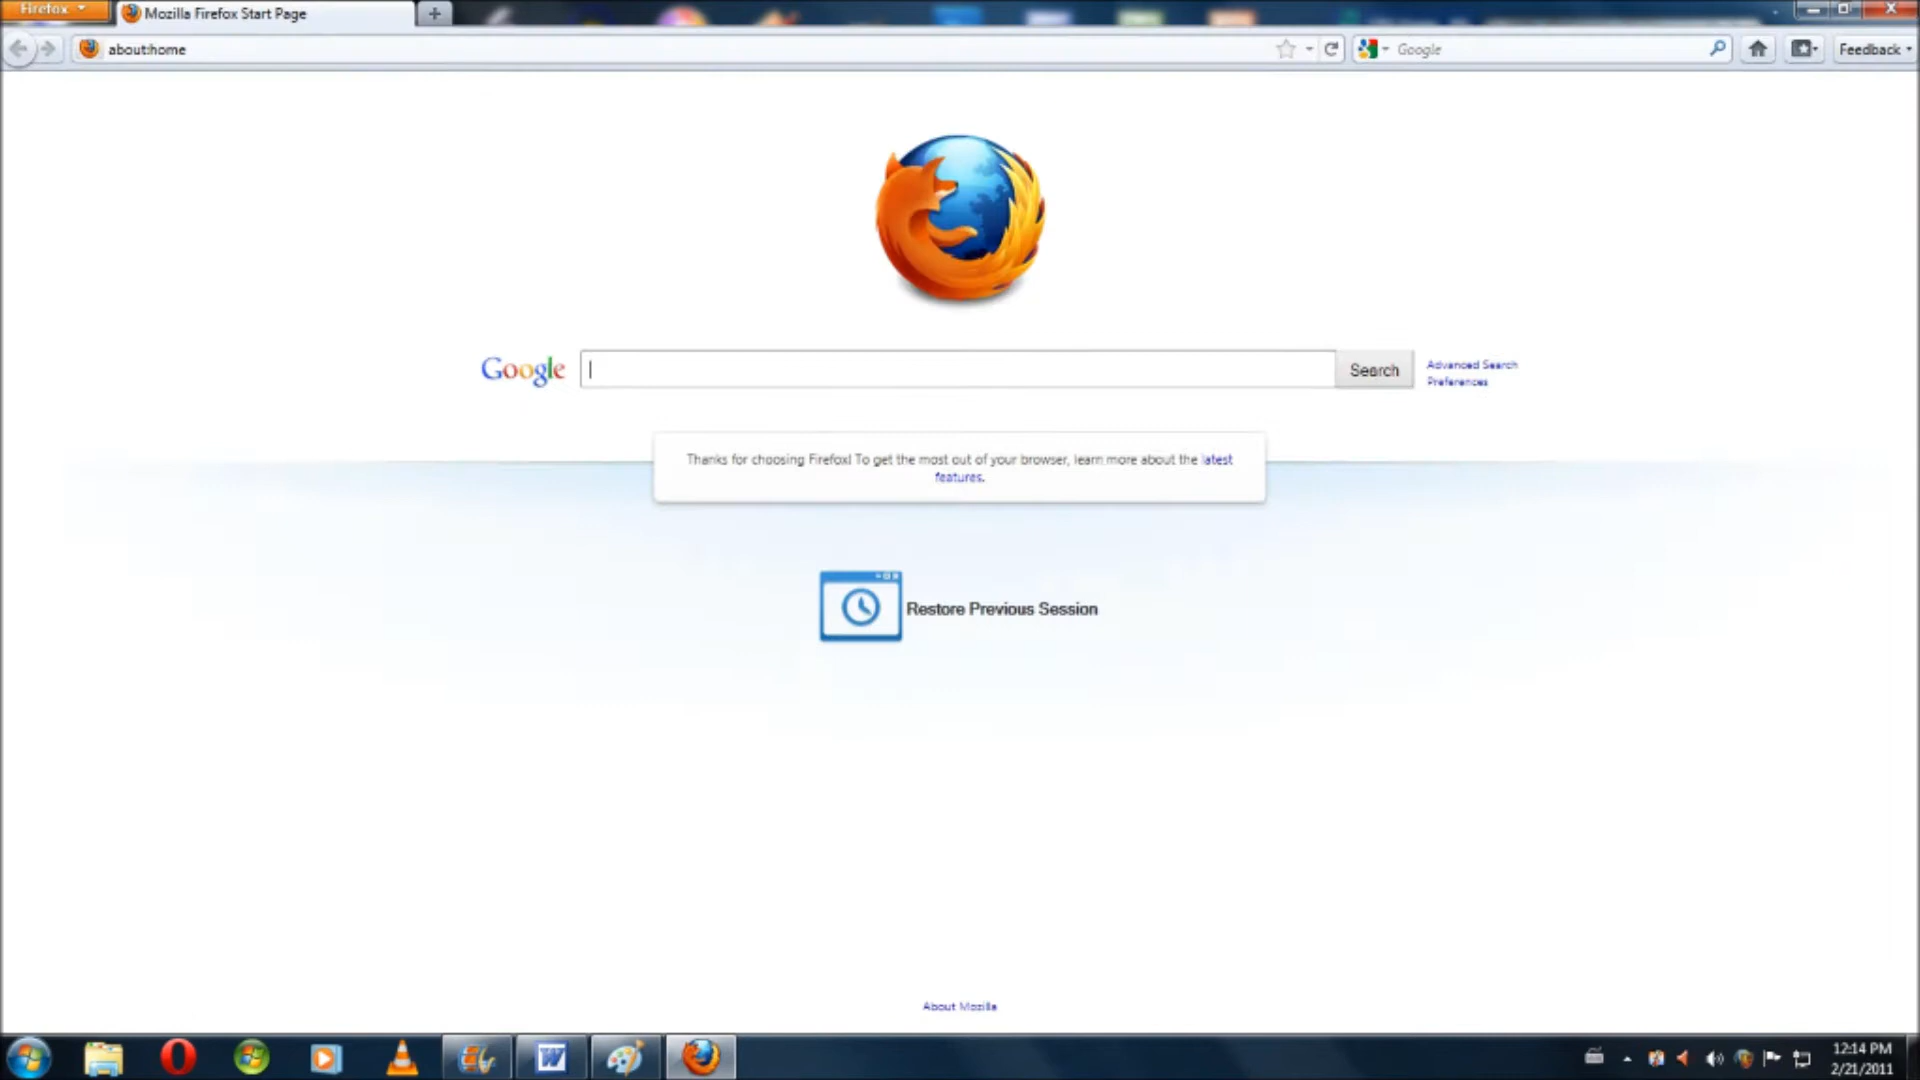 Firefox
Mozilla Firefox Start Page
about:home
Google
Feedback
Google
Search
Advanced Search
Preferences
Thanks for choosing Firefox! To get the most out of your browser, learn more about the latest
features.
Restore Previous Session
About Mozilla
12:14 PM
2/21/2011